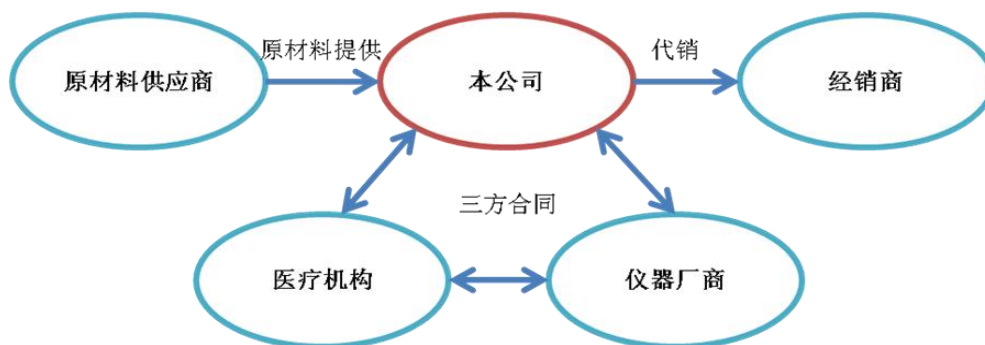 原材料供应商
原材料提供
本公司
代销
经销商
三方合同
医疗机构
仪器厂商